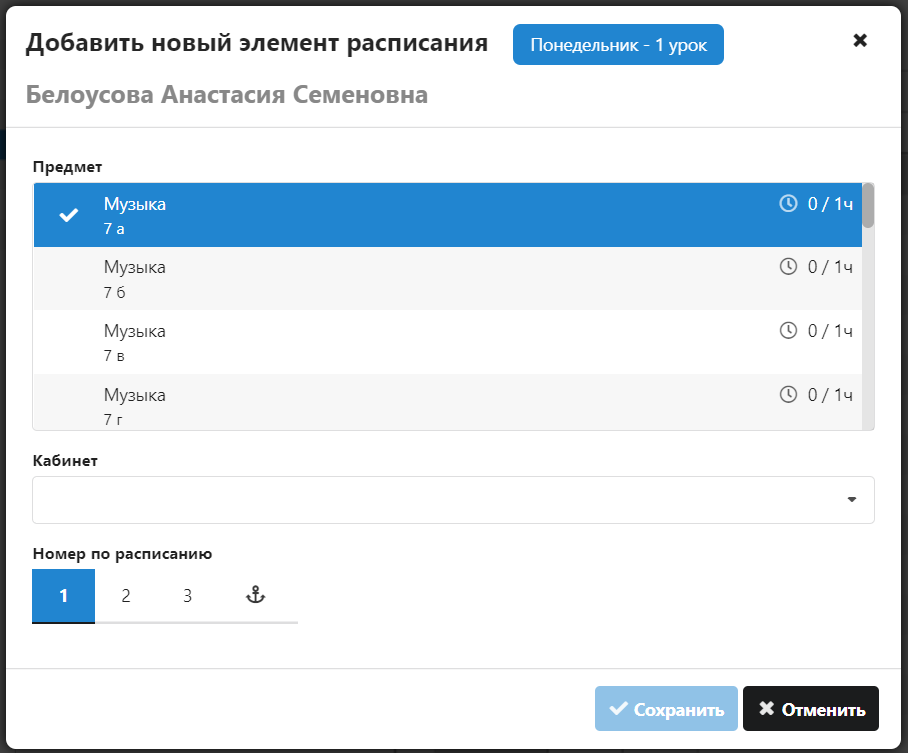 Добавить новый элемент расписания
Понедельник - 1 урок
Белоусова Анастасия Семеновна
Предмет
Музыка 0 / 1ч
7 а
Музыка 0 / 1ч
7 б
Музыка 0 / 1ч
7 в
Музыка 0 / 1ч
7 г
Кабинет
Номер по расписанию
1 2 3
Сохранить Отменить